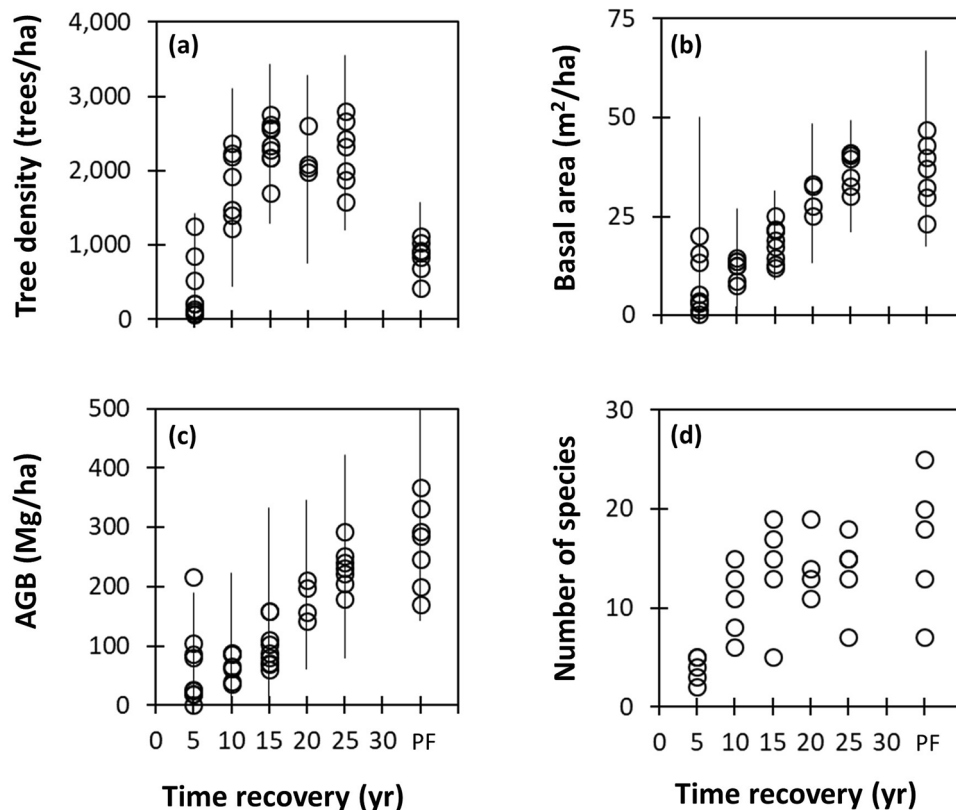 Tree density (trees/ha)
4,000
3,000
2,000
1,000
0
(a)
Basal area (m²/ha)
75
50
25
0
(b)
AGB (Mg/ha)
500
400
300
200
100
0
(c)
0 5 10 15 20 25 30 PF
Time recovery (yr)
Number of species
30
20
10
0
(d)
0 5 10 15 20 25 30 PF
Time recovery (yr)